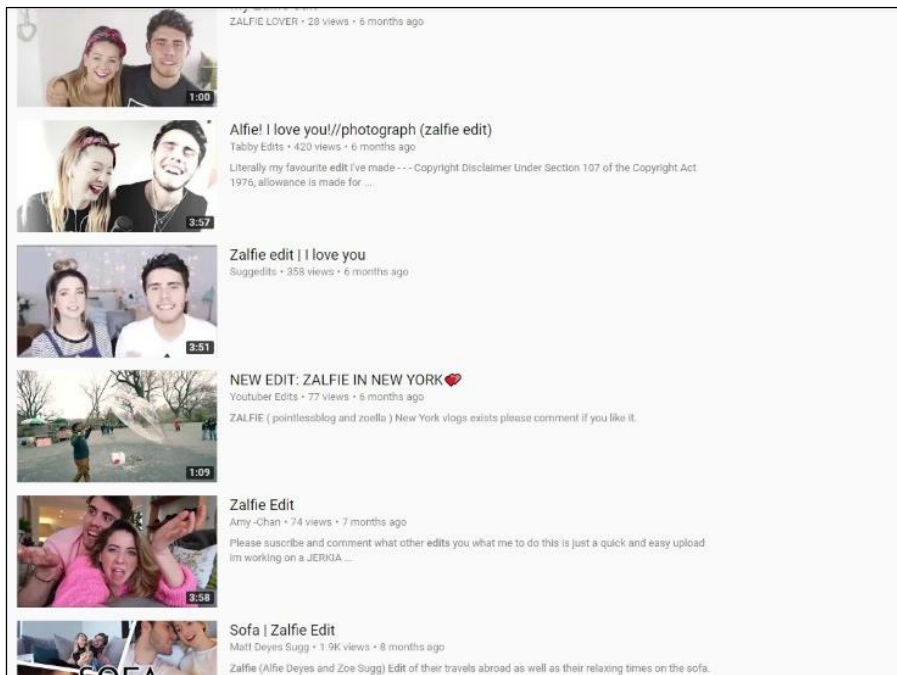 ZALFIE LOVER • 28 views • 6 months ago
1:00
Alfie! I love you!//photograph (zalfie edit)
Tabby Edits • 420 views • 6 months ago
Literally my favourite edit I've made - - - Copyright Disclaimer Under Section 107 of the Copyright Act
1976, allowance is made for ...
3:57
Zalfie edit | I love you
Suggedits • 358 views • 6 months ago
3:51
NEW EDIT: ZALFIE IN NEW YORK💕
Youtuber Edits • 77 views • 6 months ago
ZALFIE ( pointlessblog and zoella ) New York vlogs exists please comment if you like it.
1:09
Zalfie Edit
Amy -Chan • 74 views • 7 months ago
Please suscribe and comment what other edits you what me to do this is just a quick and easy upload
im working on a JERKIA ...
3:58
Sofa | Zalfie Edit
Matt Deyes Sugg • 1.9K views • 8 months ago
Zalfie (Alfie Deyes and Zoe Sugg) Edit of their travels abroad as well as their relaxing times on the sofa.
SOFA